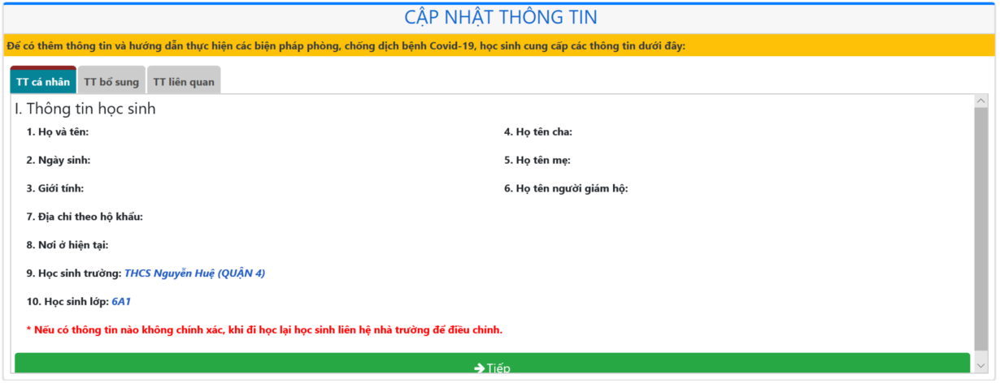 CẬP NHẬT THÔNG TIN
Để có thêm thông tin và hướng dẫn thực hiện các biện pháp phòng, chống dịch bệnh Covid-19, học sinh cung cấp các thông tin dưới đây:
TT cá nhân TT bổ sung TT liên quan
I. Thông tin học sinh
1. Họ và tên: 4. Họ tên cha:
2. Ngày sinh: 5. Họ tên mẹ:
3. Giới tính: 6. Họ tên người giám hộ:
7. Địa chỉ theo hộ khẩu:
8. Nơi ở hiện tại:
9. Học sinh trường: THCS Nguyễn Huệ (QUẬN 4)
10. Học sinh lớp: 6A1
* Nếu có thông tin nào không chính xác, khi đi học lại học sinh liên hệ nhà trường để điều chỉnh.
Tiếp